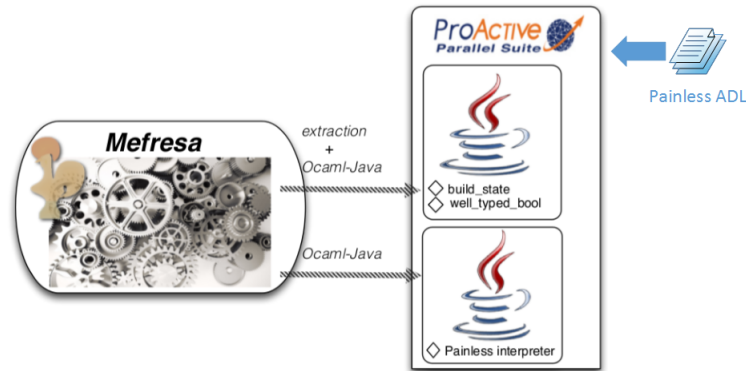 ProActive
Parallel Suite
Painless ADL
Mefresa
extraction
+
Ocaml-Java
build_state
well_typed_bool
Ocaml-Java
Painless interpreter